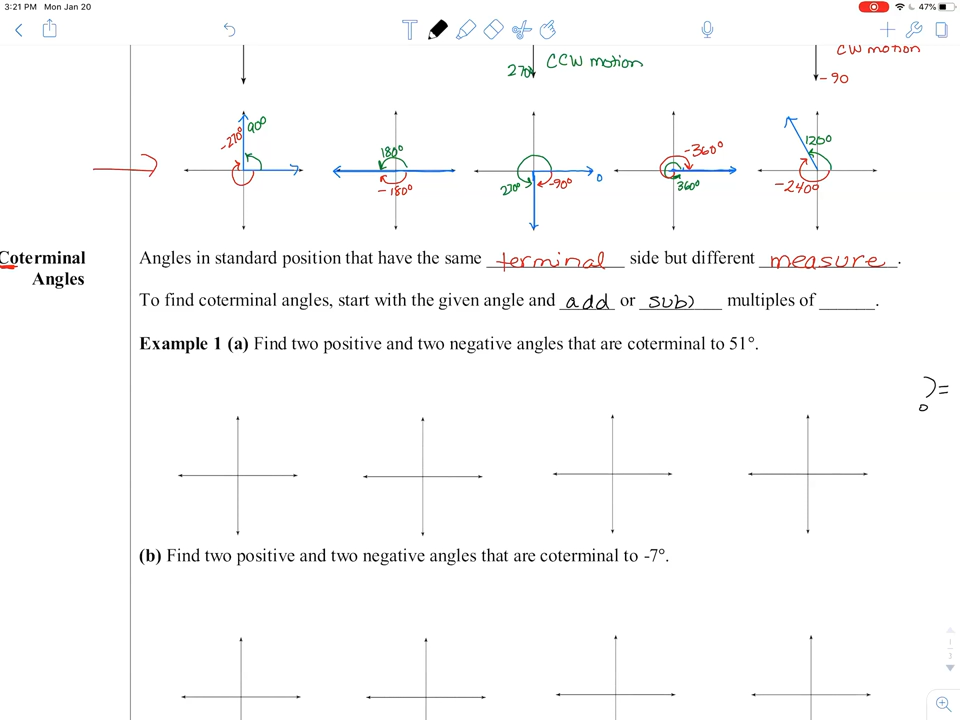 3:21 PM Mon Jan 20
47%
T
CCW motion
270°
CW motion
-90
-270° 90°
180°
-180°
270° -90° 0
-360°
360°
120°
-240°
Coterminal
Angles
Angles in standard position that have the same terminal side but different measure.
To find coterminal angles, start with the given angle and add or sub) multiples of ______.
Example 1 (a) Find two positive and two negative angles that are coterminal to 51°.
?=
(b) Find two positive and two negative angles that are coterminal to -7°.
1
3